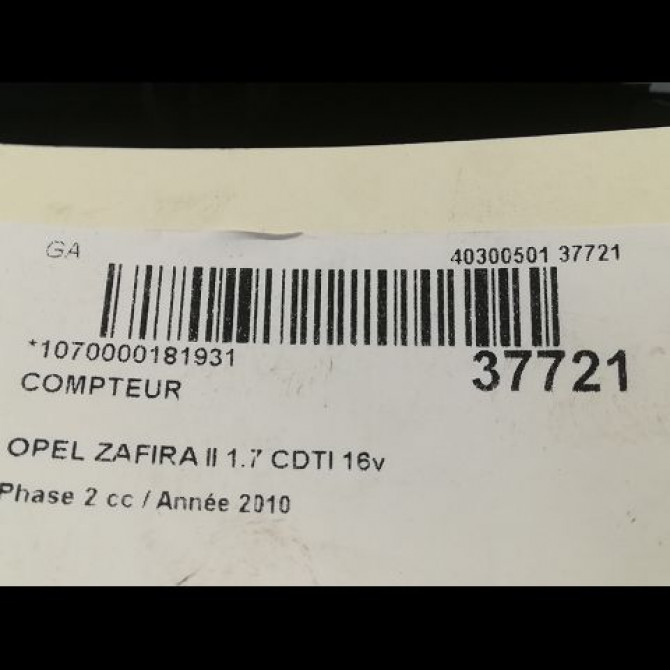 GA 40300501 37721
*1070000181931 37721
COMPTEUR
OPEL ZAFIRA II 1.7 CDTI 16v
Phase 2 cc / Année 2010